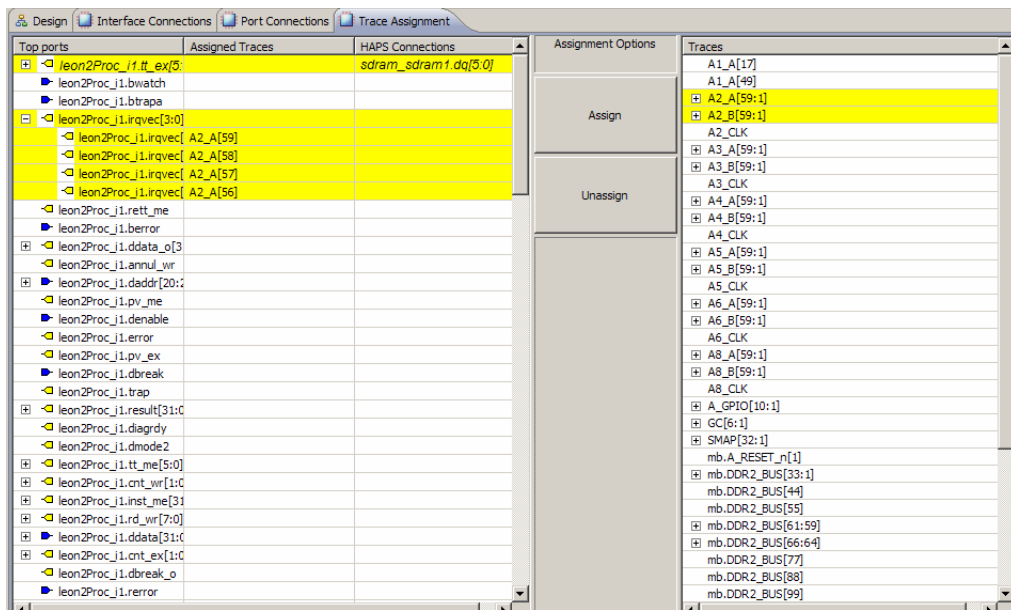 Design Interface Connections Port Connections Trace Assignment
Top ports Assigned Traces HAPS Connections
leon2Proc_i1.tt_ex[5: sdram_sdram1.dq[5:0]
leon2Proc_i1.bwatch
leon2Proc_i1.btrapa
leon2Proc_i1.irqvec[3:0]
leon2Proc_i1.irqvec[ A2_A[59]
leon2Proc_i1.irqvec[ A2_A[58]
leon2Proc_i1.irqvec[ A2_A[57]
leon2Proc_i1.irqvec[ A2_A[56]
leon2Proc_i1.rett_me
leon2Proc_i1.berror
leon2Proc_i1.ddata_o[3
leon2Proc_i1.annul_wr
leon2Proc_i1.daddr[20:2
leon2Proc_i1.pv_me
leon2Proc_i1.denable
leon2Proc_i1.error
leon2Proc_i1.pv_ex
leon2Proc_i1.dbreak
leon2Proc_i1.trap
leon2Proc_i1.result[31:0
leon2Proc_i1.diagrdy
leon2Proc_i1.dmode2
leon2Proc_i1.tt_me[5:0]
leon2Proc_i1.cnt_wr[1:0
leon2Proc_i1.inst_me[31
leon2Proc_i1.rd_wr[7:0]
leon2Proc_i1.ddata[31:0
leon2Proc_i1.cnt_ex[1:0
leon2Proc_i1.dbreak_o
leon2Proc_i1.rerror
Assignment Options
Assign
Unassign
Traces
A1_A[17]
A1_A[49]
A2_A[59:1]
A2_B[59:1]
A2_CLK
A3_A[59:1]
A3_B[59:1]
A3_CLK
A4_A[59:1]
A4_B[59:1]
A4_CLK
A5_A[59:1]
A5_B[59:1]
A5_CLK
A6_A[59:1]
A6_B[59:1]
A6_CLK
A8_A[59:1]
A8_B[59:1]
A8_CLK
A_GPIO[10:1]
GC[6:1]
SMAP[32:1]
mb.A_RESET_n[1]
mb.DDR2_BUS[33:1]
mb.DDR2_BUS[44]
mb.DDR2_BUS[55]
mb.DDR2_BUS[61:59]
mb.DDR2_BUS[66:64]
mb.DDR2_BUS[77]
mb.DDR2_BUS[88]
mb.DDR2_BUS[99]